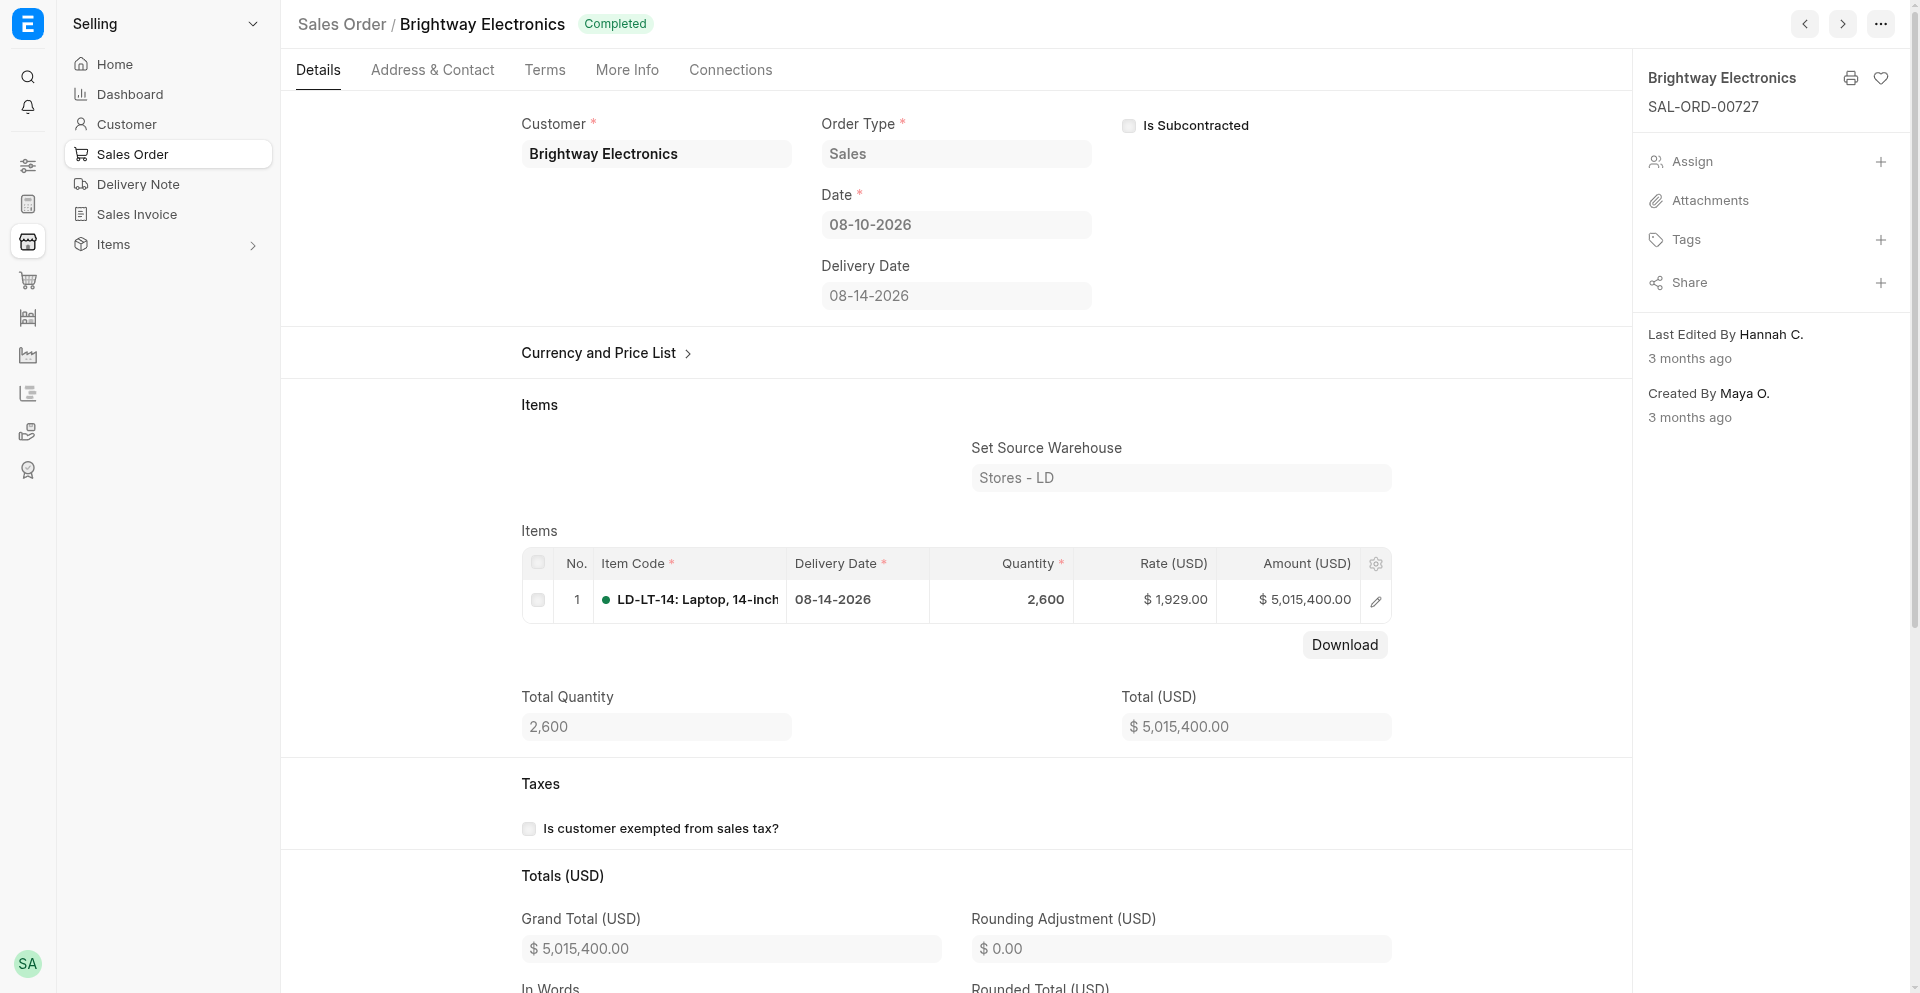 Selling
Home
Dashboard
Customer
Sales Order
Delivery Note
Sales Invoice
Items
SA
Sales Order / Brightway Electronics Completed
Details Address & Contact Terms More Info Connections
Customer *
Brightway Electronics
Order Type *
Sales
Is Subcontracted
Date *
08-10-2026
Delivery Date
08-14-2026
Currency and Price List
Items
Set Source Warehouse
Stores - LD
Items
No. Item Code * Delivery Date * Quantity * Rate (USD) Amount (USD)
1 LD-LT-14: Laptop, 14-inch 08-14-2026 2,600 $ 1,929.00 $ 5,015,400.00
Download
Total Quantity
2,600
Total (USD)
$ 5,015,400.00
Taxes
Is customer exempted from sales tax?
Totals (USD)
Grand Total (USD)
$ 5,015,400.00
Rounding Adjustment (USD)
$ 0.00
In Words
Rounded Total (USD)
Brightway Electronics
SAL-ORD-00727
Assign
Attachments
Tags
Share
Last Edited By Hannah C.
3 months ago
Created By Maya O.
3 months ago